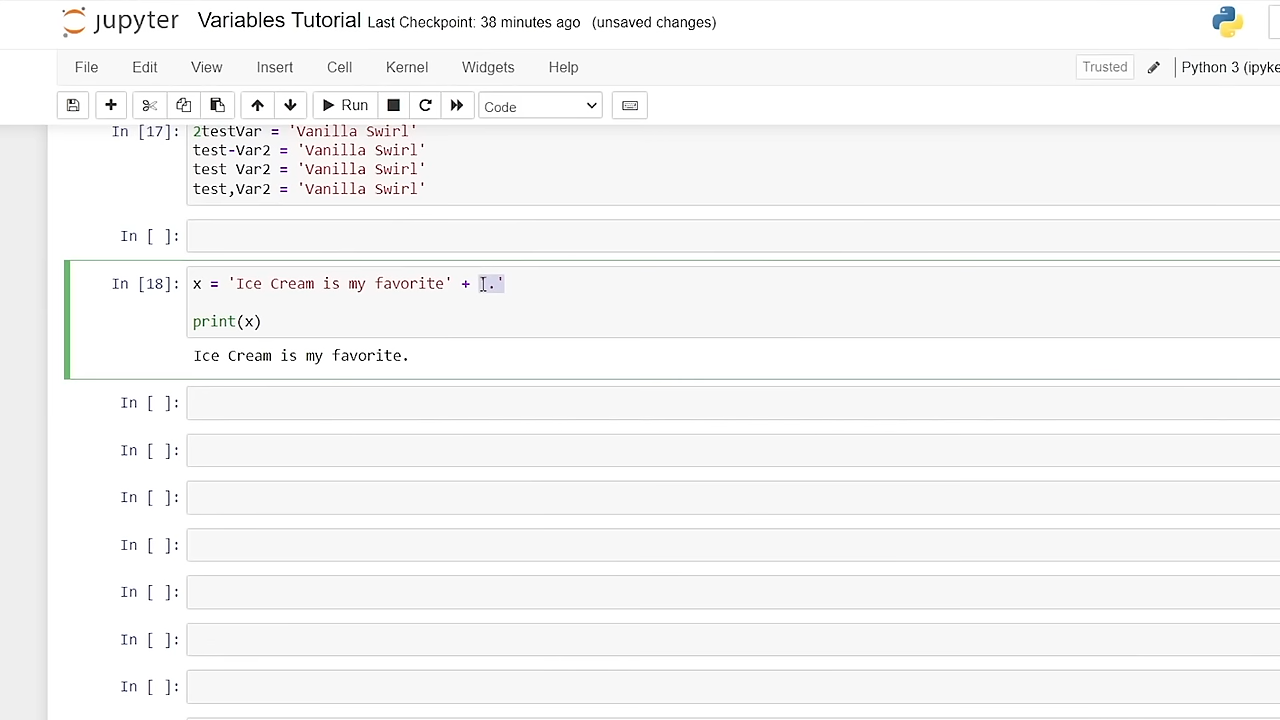 jupyter Variables Tutorial Last Checkpoint: 38 minutes ago (unsaved changes)
File Edit View Insert Cell Kernel Widgets Help Trusted Python 3 (ipyke
Run Code
In [17]: 2testVar = 'Vanilla Swirl'
test-Var2 = 'Vanilla Swirl'
test Var2 = 'Vanilla Swirl'
test,Var2 = 'Vanilla Swirl'
In [ ]:
In [18]: x = 'Ice Cream is my favorite' + '.'
print(x)
Ice Cream is my favorite.
In [ ]:
In [ ]:
In [ ]:
In [ ]:
In [ ]:
In [ ]:
In [ ]: